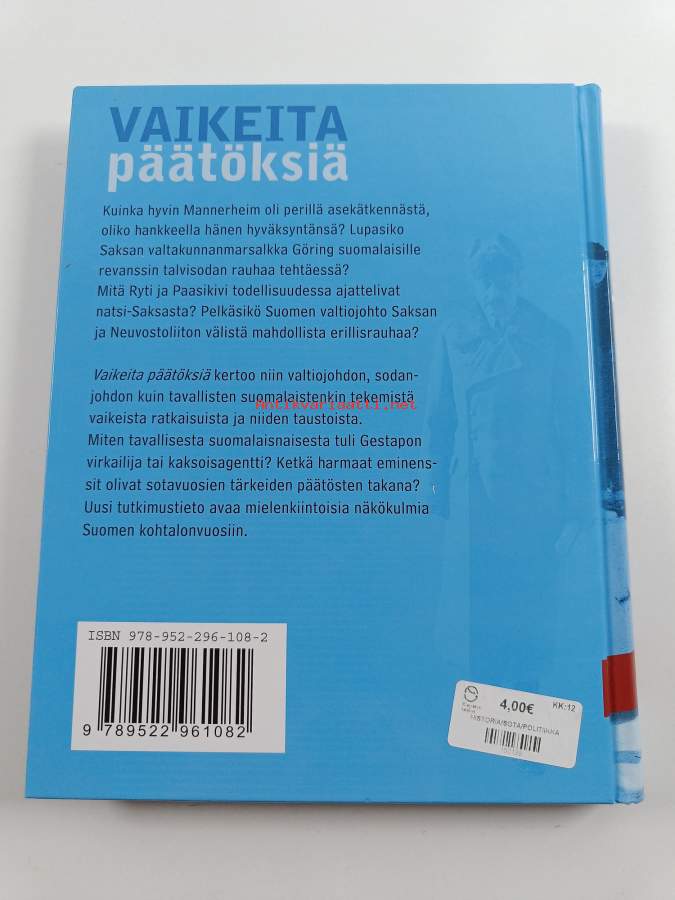 VAIKEITA
päätöksiä
Kuinka hyvin Mannerheim oli perillä asekätkennästä,
oliko hankkeella hänen hyväksyntänsä? Lupasiko
Saksan valtakunnanmarsalkka Göring suomalaisille
revanssin talvisodan rauhaa tehtäessä?
Mitä Ryti ja Paasikivi todellisuudessa ajattelivat
natsi-Saksasta? Pelkäsikö Suomen valtiojohto Saksan
ja Neuvostoliiton välistä mahdollista erillisrauhaa?
Vaikeita päätöksiä kertoo niin valtiojohdon, sodan-
johdon kuin tavallisten suomalaistenkin tekemistä
Antikvariaatti.net
vaikeista ratkaisuista ja niiden taustoista.
Miten tavallisesta suomalaisnaisesta tuli Gestapon
virkailija tai kaksoisagentti? Ketkä harmaat eminens-
sit olivat sotavuosien tärkeiden päätösten takana?
Uusi tutkimustieto avaa mielenkiintoisia näkökulmia
Suomen kohtalonvuosiin.
ISBN 978-952-296-108-2
9 789522 961082
4,00€
KK:12
HISTORIA/SOTA/POLITIIKKA